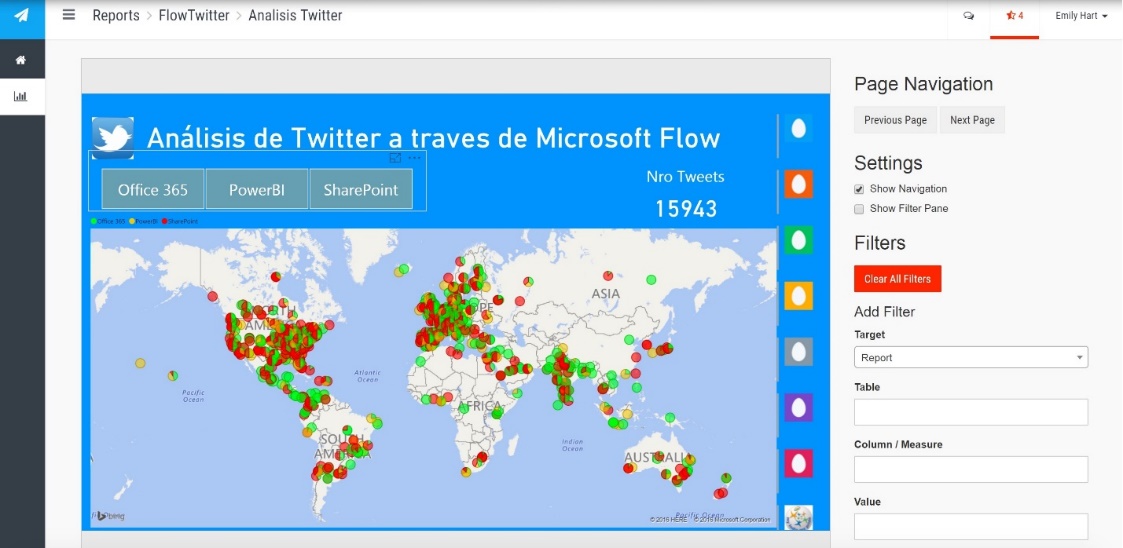 Reports > FlowTwitter > Analisis Twitter
4
Emily Hart
Análisis de Twitter a traves de Microsoft Flow
Office 365
PowerBI
SharePoint
Nro Tweets
15943
Office 365 PowerBI SharePoint
NORTH
AMERICA
EUROPE
ASIA
Atlantic
Ocean
Pacific
Ocean
AFRICA
SOUTH
AMERICA
Indian
Ocean
AUSTRALIA
Pacific Ocean
bing
© 2016 HERE © 2016 Microsoft Corporation
Page Navigation
Previous Page
Next Page
Settings
Show Navigation
Show Filter Pane
Filters
Clear All Filters
Add Filter
Target
Report
Table
Column / Measure
Value